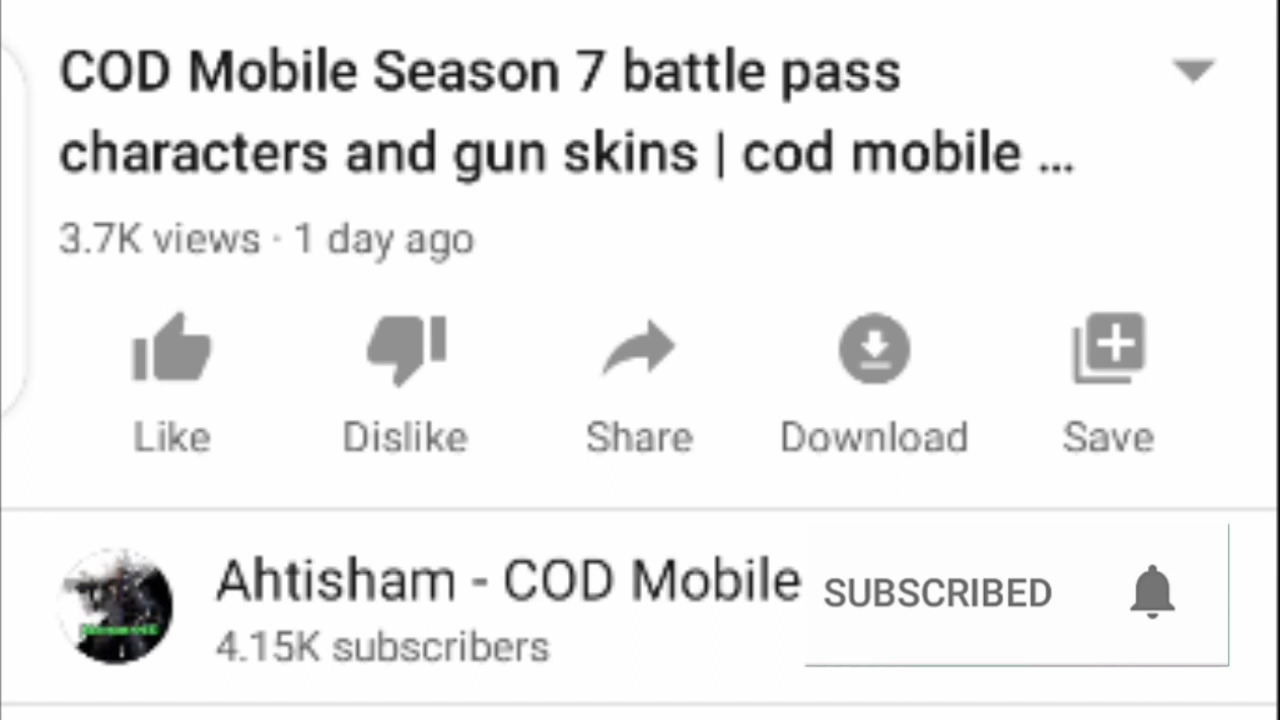 COD Mobile Season 7 battle pass
characters and gun skins | cod mobile ...
3.7K views · 1 day ago
Like Dislike Share Download Save
Ahtisham - COD Mobile SUBSCRIBED
4.15K subscribers